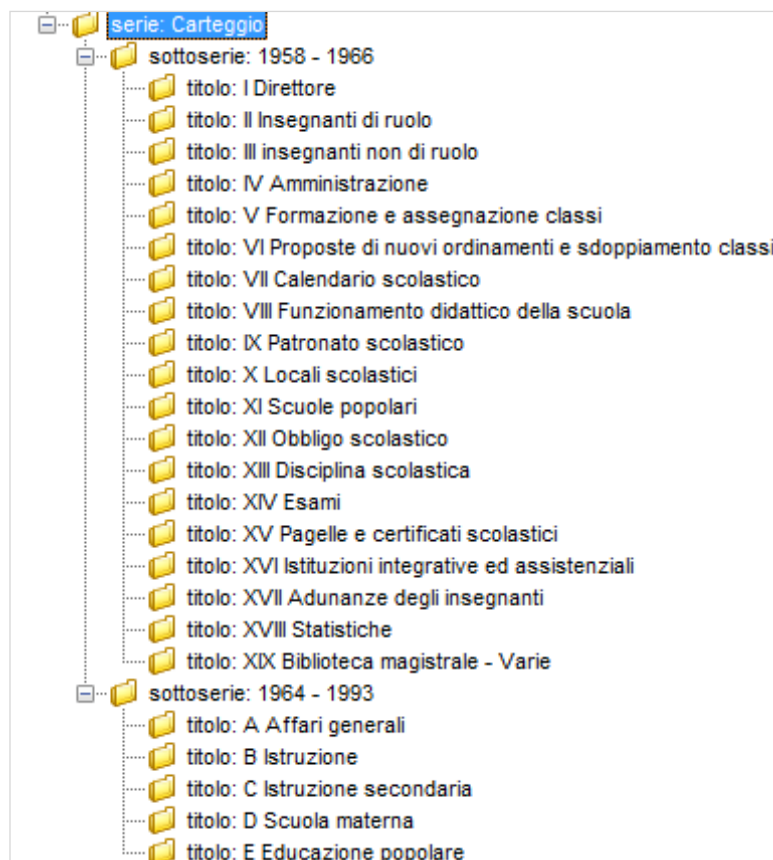 serie: Carteggio
sottoserie: 1958 - 1966
titolo: I Direttore
titolo: II Insegnanti di ruolo
titolo: III insegnanti non di ruolo
titolo: IV Amministrazione
titolo: V Formazione e assegnazione classi
titolo: VI Proposte di nuovi ordinamenti e sdoppiamento classi
titolo: VII Calendario scolastico
titolo: VIII Funzionamento didattico della scuola
titolo: IX Patronato scolastico
titolo: X Locali scolastici
titolo: XI Scuole popolari
titolo: XII Obbligo scolastico
titolo: XIII Disciplina scolastica
titolo: XIV Esami
titolo: XV Pagelle e certificati scolastici
titolo: XVI Istituzioni integrative ed assistenziali
titolo: XVII Adunanze degli insegnanti
titolo: XVIII Statistiche
titolo: XIX Biblioteca magistrale - Varie
sottoserie: 1964 - 1993
titolo: A Affari generali
titolo: B Istruzione
titolo: C Istruzione secondaria
titolo: D Scuola materna
titolo: E Educazione popolare